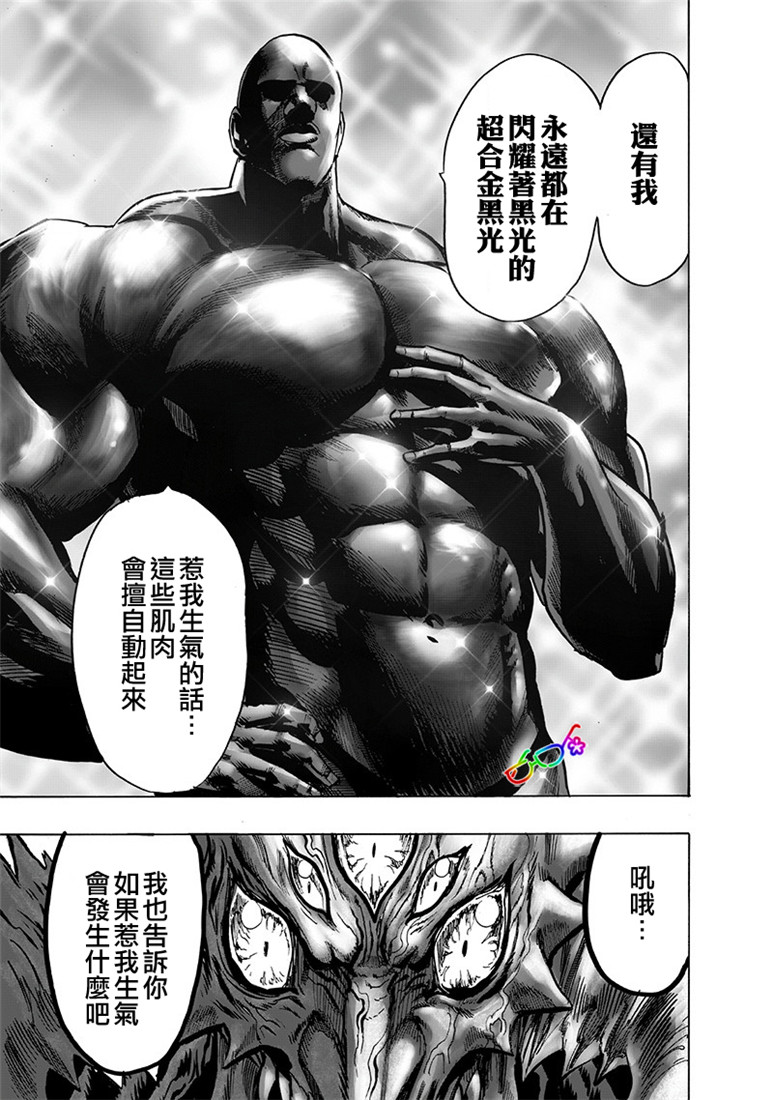 還有我
永遠都在
閃耀著黑光的
超合金黑光
惹我生氣的話…
這些肌肉
會擅自動起來
吼哦…
我也告訴你
如果惹我生氣
會發生什麼吧